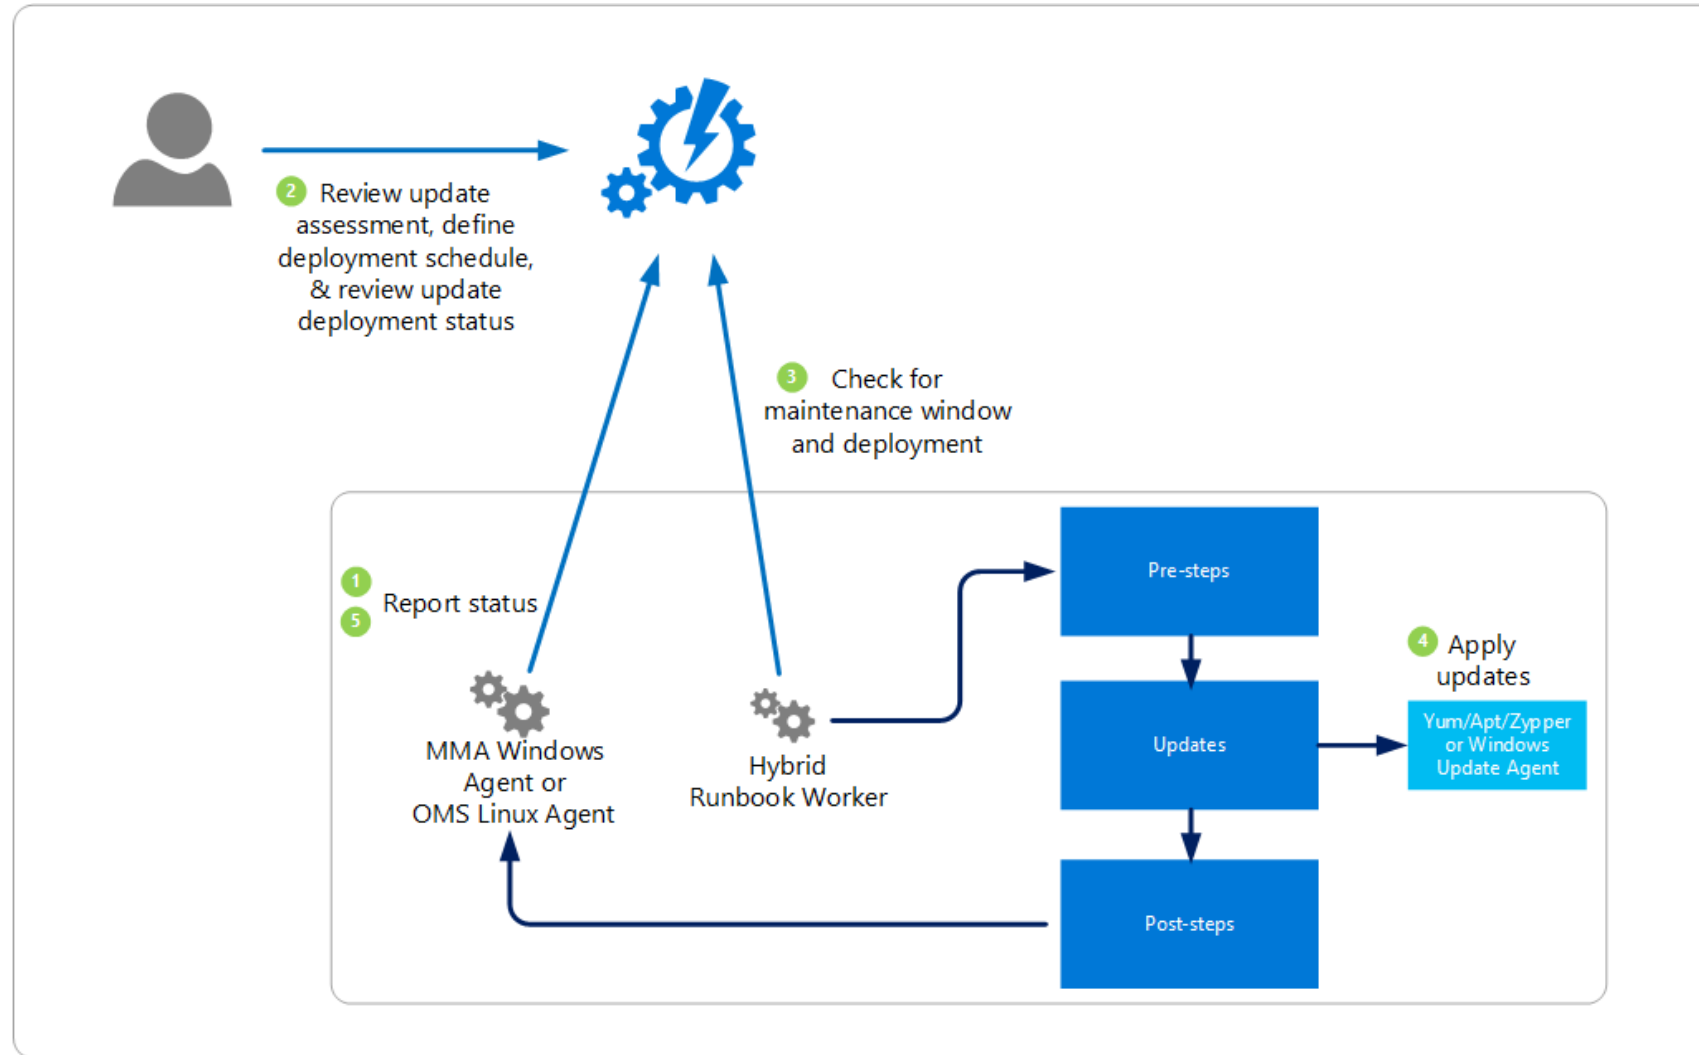 2 Review update
assessment, define
deployment schedule,
& review update
deployment status
3 Check for
maintenance window
and deployment
1
5
Report status
MMA Windows
Agent or
OMS Linux Agent
Hybrid
Runbook Worker
Pre-steps
Updates
Post-steps
4 Apply
updates
Yum/Apt/Zypper
or Windows
Update Agent